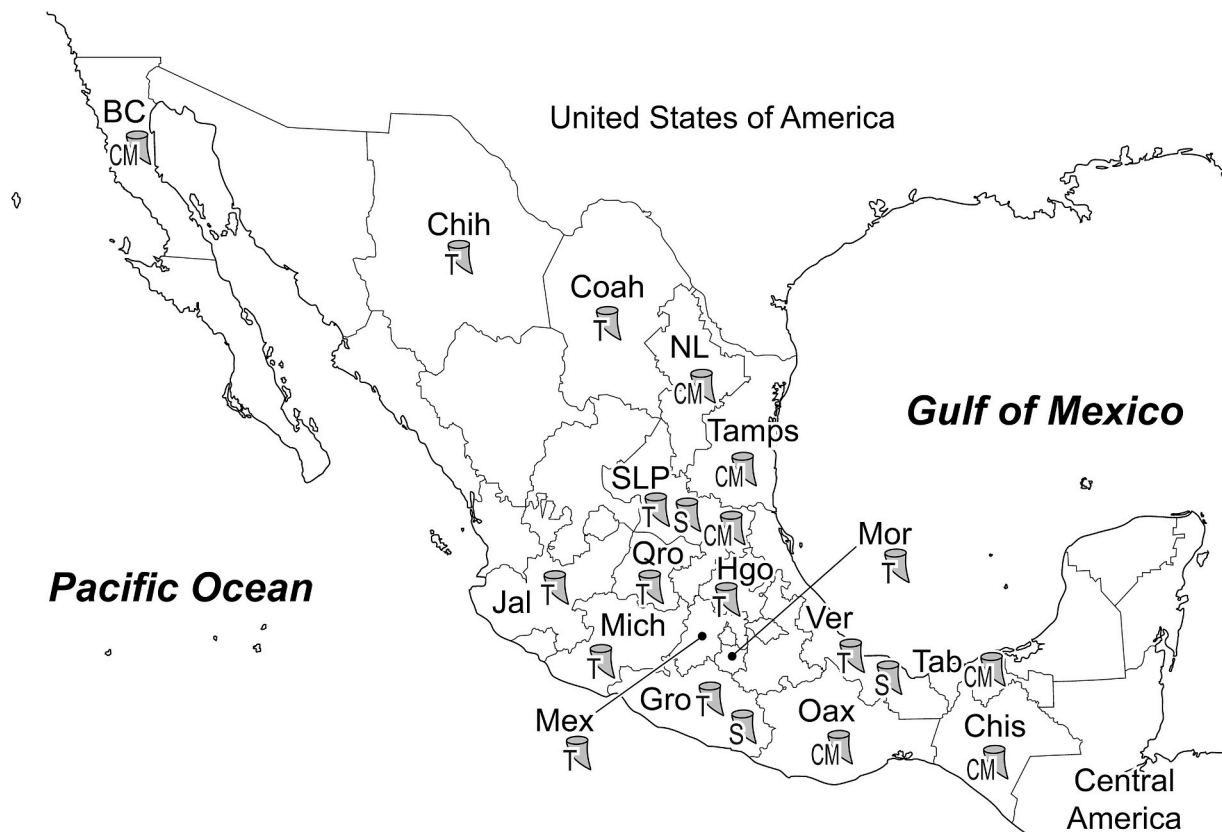 United States of America
BC
CM
Chih
T
Coah
T
NL
CM
Gulf of Mexico
Tamps
CM
SLP
T
S
CM
Mor
T
Qro
T
Hgo
T
Pacific Ocean
Jal
T
Mich
T
Ver
T
S
Tab
CM
Gro
T
S
Mex
T
Oax
CM
Chis
CM
Central
America